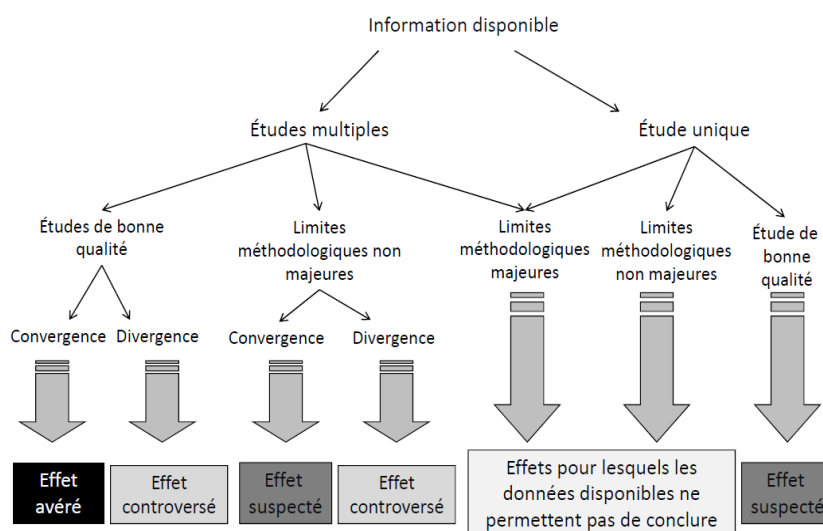 Information disponible
Études multiples
Étude unique
Études de bonne
qualité
Limites
méthodologiques non
majeures
Limites
méthodologiques
majeures
Limites
méthodologiques
non majeures
Étude de
bonne
qualité
Convergence
Divergence
Convergence
Divergence
Effet
avéré
Effet
controversé
Effet
suspecté
Effet
controversé
Effets pour lesquels les
données disponibles ne
permettent pas de conclure
Effet
suspecté